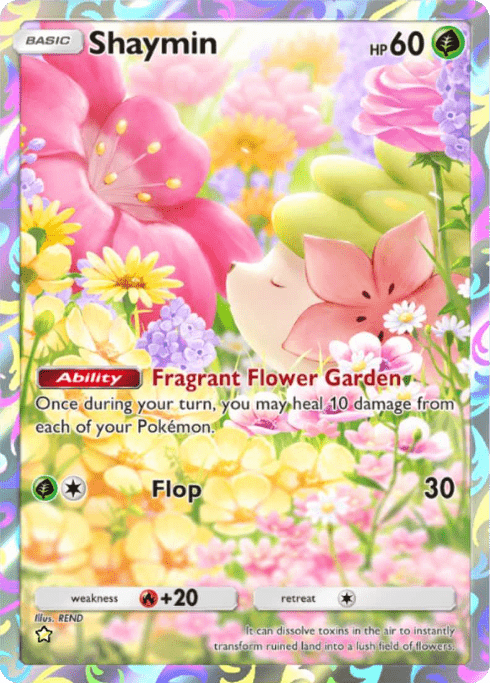 BASIC Shaymin HP 60
Ability Fragrant Flower Garden
Once during your turn, you may heal 10 damage from
each of your Pokémon.
Flop 30
weakness +20 retreat
Illus. REND
It can dissolve toxins in the air to instantly
transform ruined land into a lush field of flowers.